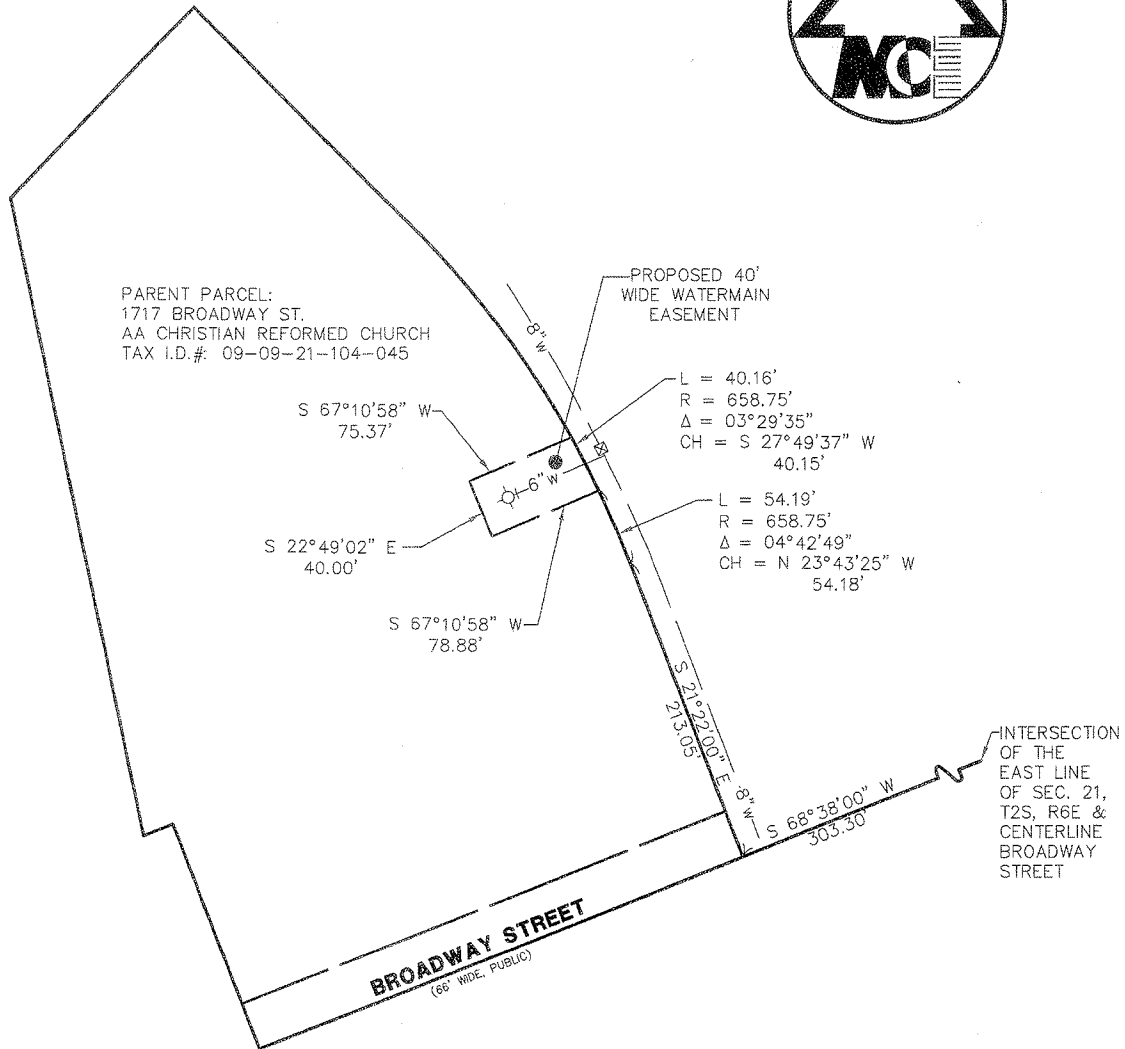 MCE
PARENT PARCEL:
1717 BROADWAY ST.
AA CHRISTIAN REFORMED CHURCH
TAX I.D.#: 09-09-21-104-045
PROPOSED 40'
WIDE WATERMAIN
EASEMENT
8" W
L = 40.16'
R = 658.75'
Δ = 03°29'35"
CH = S 27°49'37" W
40.15'
S 67°10'58" W
75.37'
6" W
L = 54.19'
R = 658.75'
Δ = 04°42'49"
CH = N 23°43'25" W
54.18'
S 22°49'02" E
40.00'
S 67°10'58" W
78.88'
S 21°22'00" E
213.05'
8" W
S 68°38'00" W
303.30'
INTERSECTION
OF THE
EAST LINE
OF SEC. 21,
T2S, R6E &
CENTERLINE
BROADWAY
STREET
BROADWAY STREET
(66' WIDE, PUBLIC)